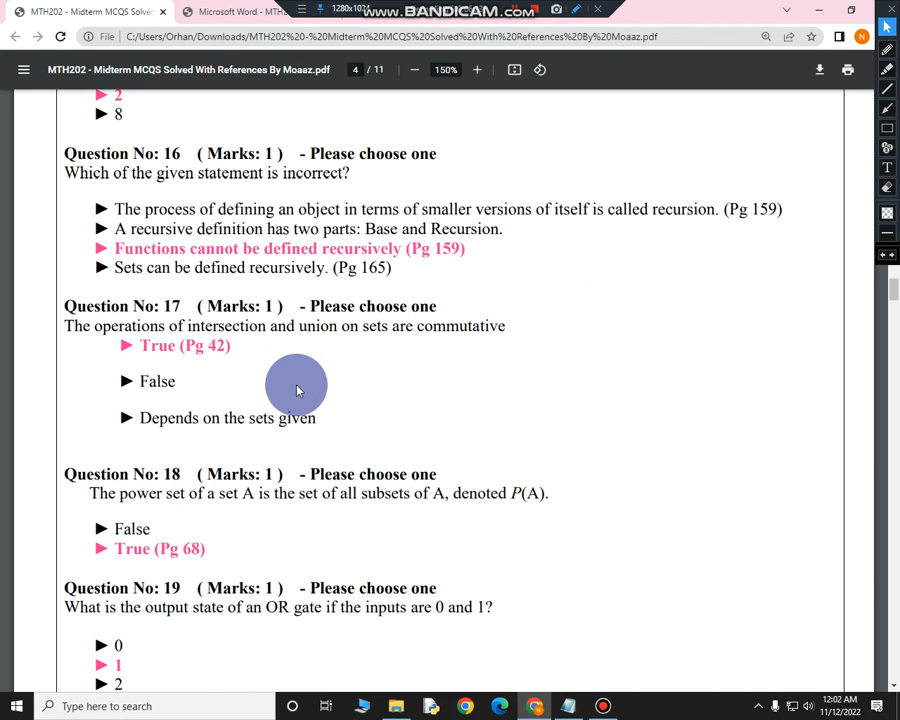 MTH202 - Midterm MCQS Solve
Microsoft Word - MTH
1280x1024
www.BANDICAM.com
File
C:/Users/Orhan/Downloads/MTH202%20-%20Midterm%20MCQS%20Solved%20With%20References%20By%20Moaaz.pdf
N
MTH202 - Midterm MCQS Solved With References By Moaaz.pdf
4 / 11
150%
► 2
► 8
Question No: 16 ( Marks: 1 ) - Please choose one
Which of the given statement is incorrect?
► The process of defining an object in terms of smaller versions of itself is called recursion. (Pg 159)
► A recursive definition has two parts: Base and Recursion.
► Functions cannot be defined recursively (Pg 159)
► Sets can be defined recursively. (Pg 165)
Question No: 17 ( Marks: 1 ) - Please choose one
The operations of intersection and union on sets are commutative
► True (Pg 42)
► False
► Depends on the sets given
Question No: 18 ( Marks: 1 ) - Please choose one
The power set of a set A is the set of all subsets of A, denoted P(A).
► False
► True (Pg 68)
Question No: 19 ( Marks: 1 ) - Please choose one
What is the output state of an OR gate if the inputs are 0 and 1?
► 0
► 1
► 2
Type here to search
12:02 AM
11/12/2022